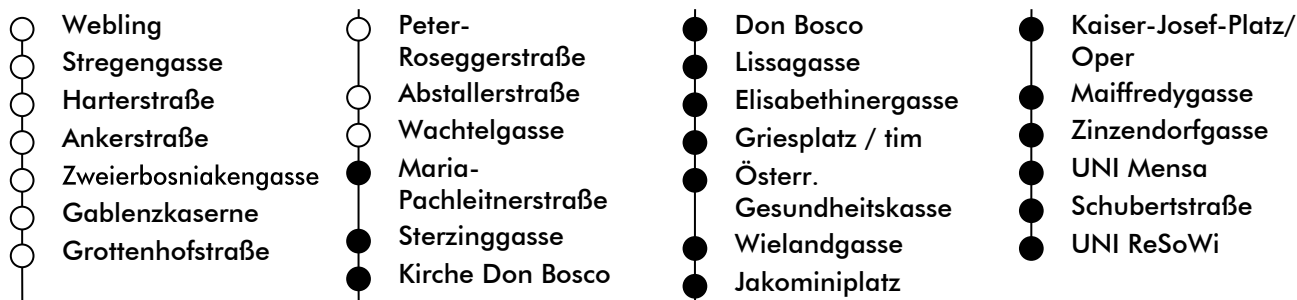 Webling
Stregengasse
Harterstraße
Ankerstraße
Zweierbosniakengasse
Gablenzkaserne
Grottenhofstraße
Peter-
Roseggerstraße
Abstallerstraße
Wachtelgasse
Maria-
Pachleitnerstraße
Sterzinggasse
Kirche Don Bosco
Don Bosco
Lissagasse
Elisabethinergasse
Griesplatz / tim
Österr.
Gesundheitskasse
Wielandgasse
Jakominiplatz
Kaiser-Josef-Platz/
Oper
Maiffredygasse
Zinzendorfgasse
UNI Mensa
Schubertstraße
UNI ReSoWi